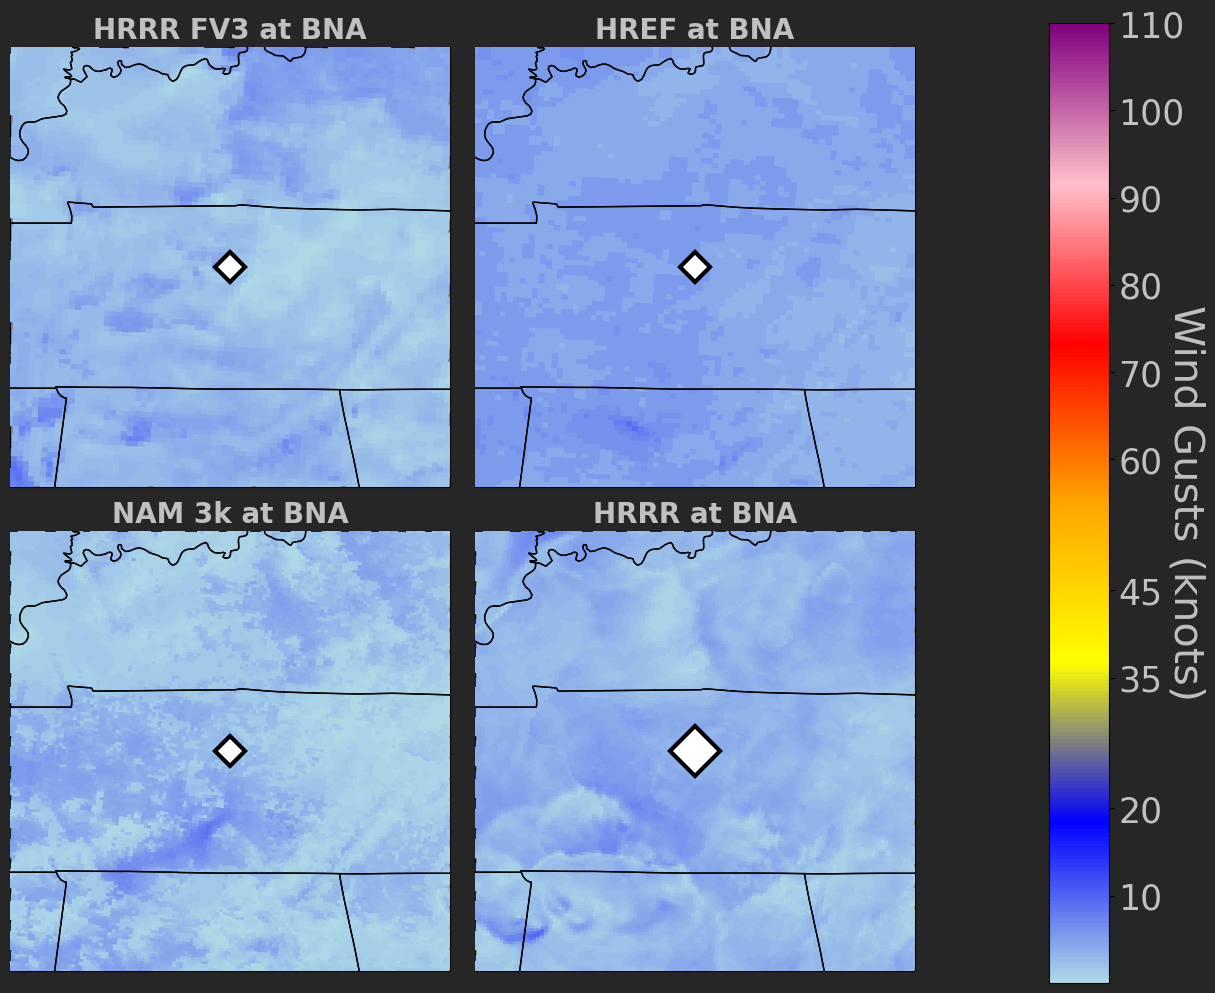 HRRR FV3 at BNA
HREF at BNA
NAM 3k at BNA
HRRR at BNA
110
100
90
80
70
60
45
35
20
10
Wind Gusts (knots)